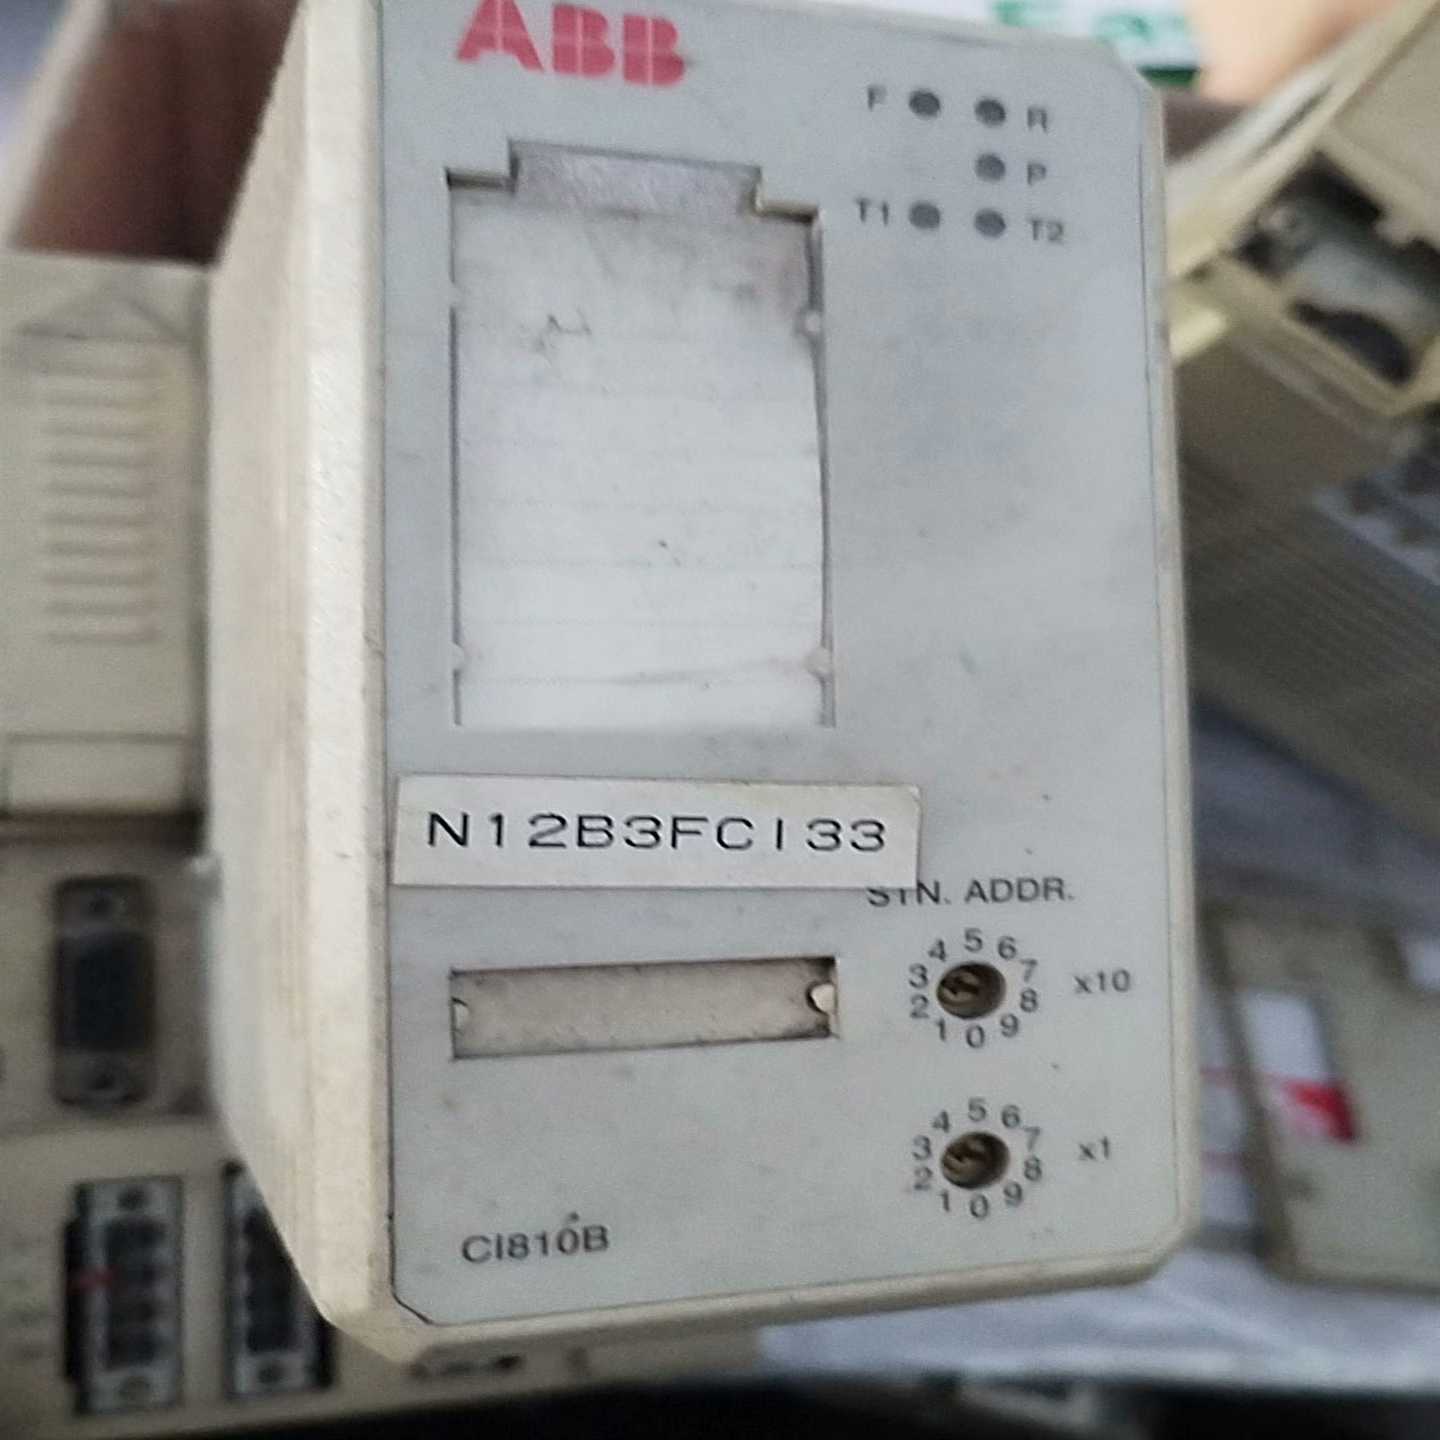 ABB
F R
P
T1 T2
N12B3FCI33
STN. ADDR.
4 5 6
3 7
2 8
1 0 9
x10
4 5 6
3 7
2 8
1 0 9
x1
CI810B